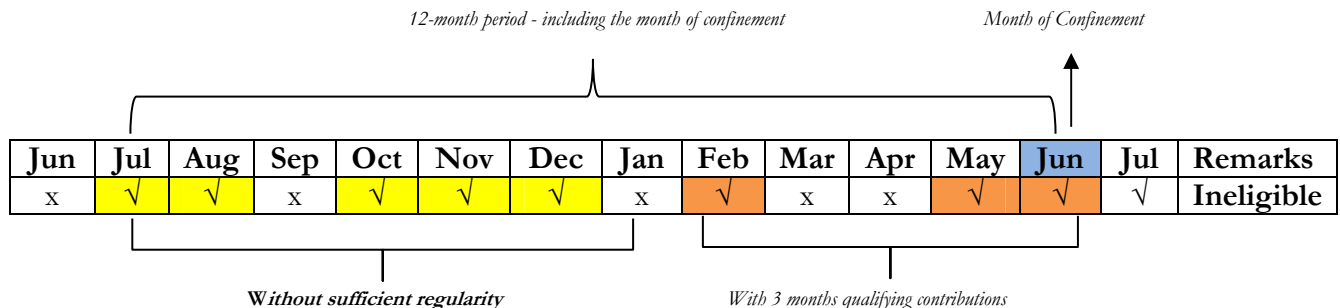 12-month period - including the month of confinement Month of Confinement
Jun Jul Aug Sep Oct Nov Dec Jan Feb Mar Apr May Jun Jul Remarks
x √ √ x √ √ √ x √ x x √ √ √ Ineligible
Without sufficient regularity With 3 months qualifying contributions